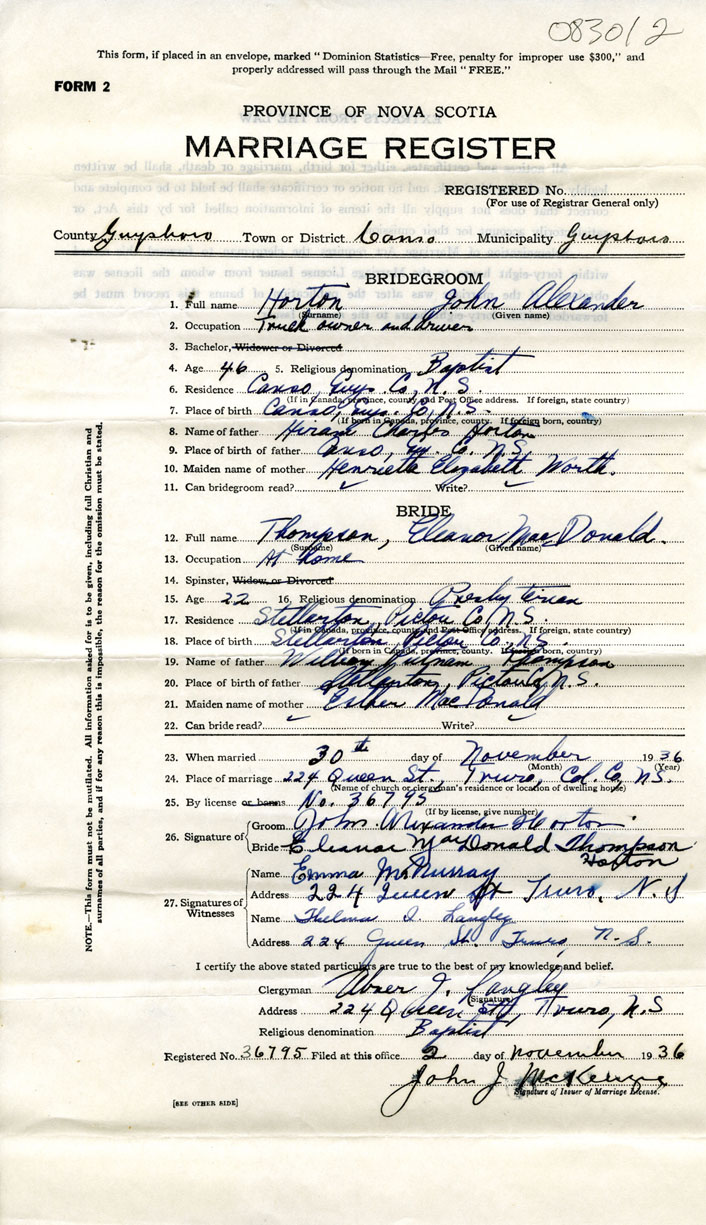 083012
This form, if placed in an envelope, marked "Dominion Statistics—Free, penalty for improper use $300," and
properly addressed will pass through the Mail "FREE."
FORM 2
PROVINCE OF NOVA SCOTIA
MARRIAGE REGISTER
REGISTERED No.
(For use of Registrar General only)
County Guysboro Town or District Canso Municipality Guysboro
BRIDEGROOM
1. Full name Horton John Alexander
(Surname) (Given name)
2. Occupation Truck owner and driver
3. Bachelor, Widower or Divorced
4. Age 46 5. Religious denomination Baptist
6. Residence Canso, Guys. Co, N.S.
(If in Canada, province, county and Post Office address. If foreign, state country)
7. Place of birth Canso, Guys. Co, N.S.
(If born in Canada, province, county. If foreign born, country)
8. Name of father Hiram Charles Horton
9. Place of birth of father Canso, Co. N.S.
10. Maiden name of mother Henrietta Elizabeth Worth.
11. Can bridegroom read? ✓ Write? ✓
BRIDE
12. Full name Thompson, Eleanor MacDonald.
(Surname) (Given name)
13. Occupation At home
14. Spinster, Widow or Divorced
15. Age 22 16. Religious denomination Presbyterian
17. Residence Stellarton, Pictou Co, N.S.
(If in Canada, province, county and Post Office address. If foreign, state country)
18. Place of birth Stellarton, Pictou Co, N.S.
(If born in Canada, province, county. If foreign born, country)
19. Name of father William Thompson
20. Place of birth of father Stellarton, Pictou Co, N.S.
21. Maiden name of mother Esther MacDonald
22. Can bride read? ✓ Write? ✓
23. When married 30th day of November 1936
(Month) (Year)
24. Place of marriage 224 Queen St., Truro, Col. Co, N.S.
(Name of church or clergyman's residence or location of dwelling house)
25. By license or banns No. 36795
(If by license, give number)
26. Signature of Groom John Alexander Horton
Bride Eleanor MacDonald Thompson
Horton
27. Signatures of Witnesses
Name Emma McMurray
Address 224 Queen St Truro, N.S
Name Thelma I. Langley
Address 224 Queen St. Truro, N.S.
I certify the above stated particulars are true to the best of my knowledge and belief.
Clergyman Abner J. Langley
(Signature)
Address 224 Queen St, Truro, N.S
Religious denomination Baptist
Registered No. 36795 Filed at this office 2 day of November 1936
John J McKenzie
Signature of Issuer of Marriage License.
[SEE OTHER SIDE]
NOTE.—This form must not be mutilated. All information asked for is to be given, including full Christian and
surnames of all parties, and if for any reason this is impossible, the reason for the omission must be stated.